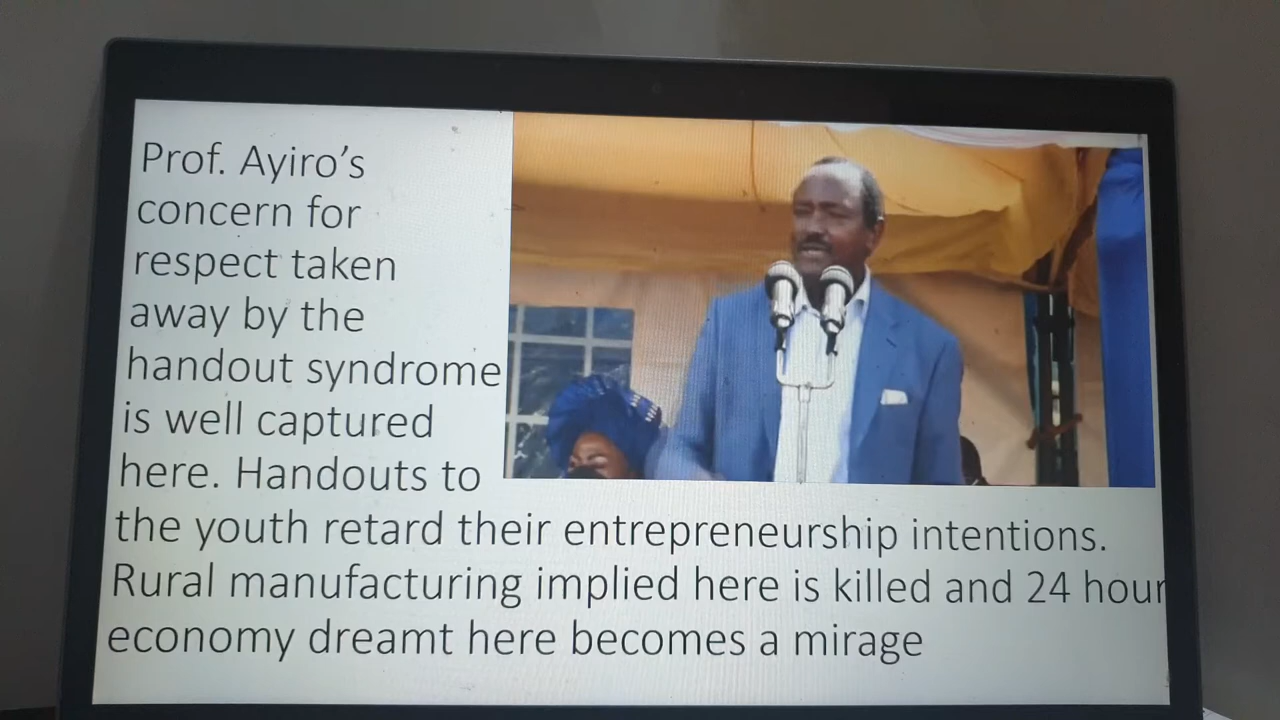 Prof. Ayiro’s
concern for
respect taken
away by the
handout syndrome
is well captured
here. Handouts to
the youth retard their entrepreneurship intentions.
Rural manufacturing implied here is killed and 24 hour
economy dreamt here becomes a mirage